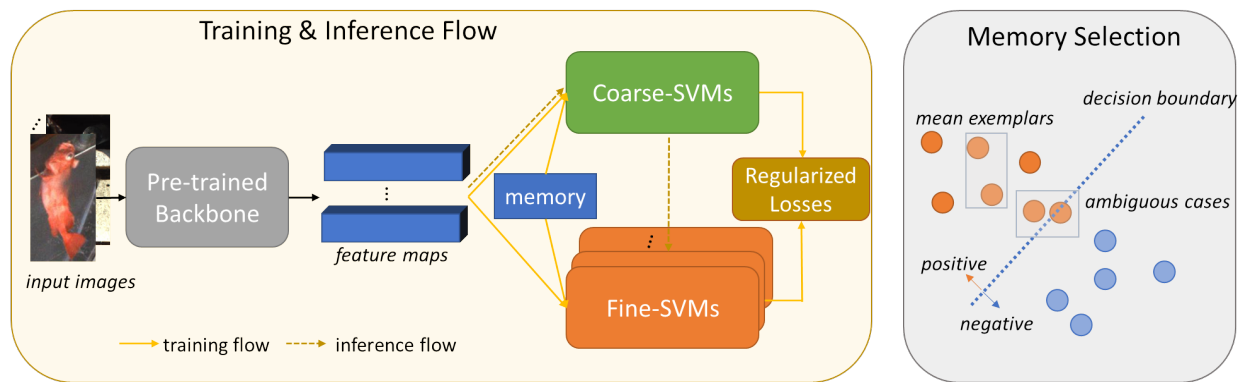 Training & Inference Flow
input images
Pre-trained
Backbone
feature maps
memory
Coarse-SVMs
Fine-SVMs
Regularized
Losses
training flow
inference flow
Memory Selection
decision boundary
mean exemplars
ambiguous cases
positive
negative